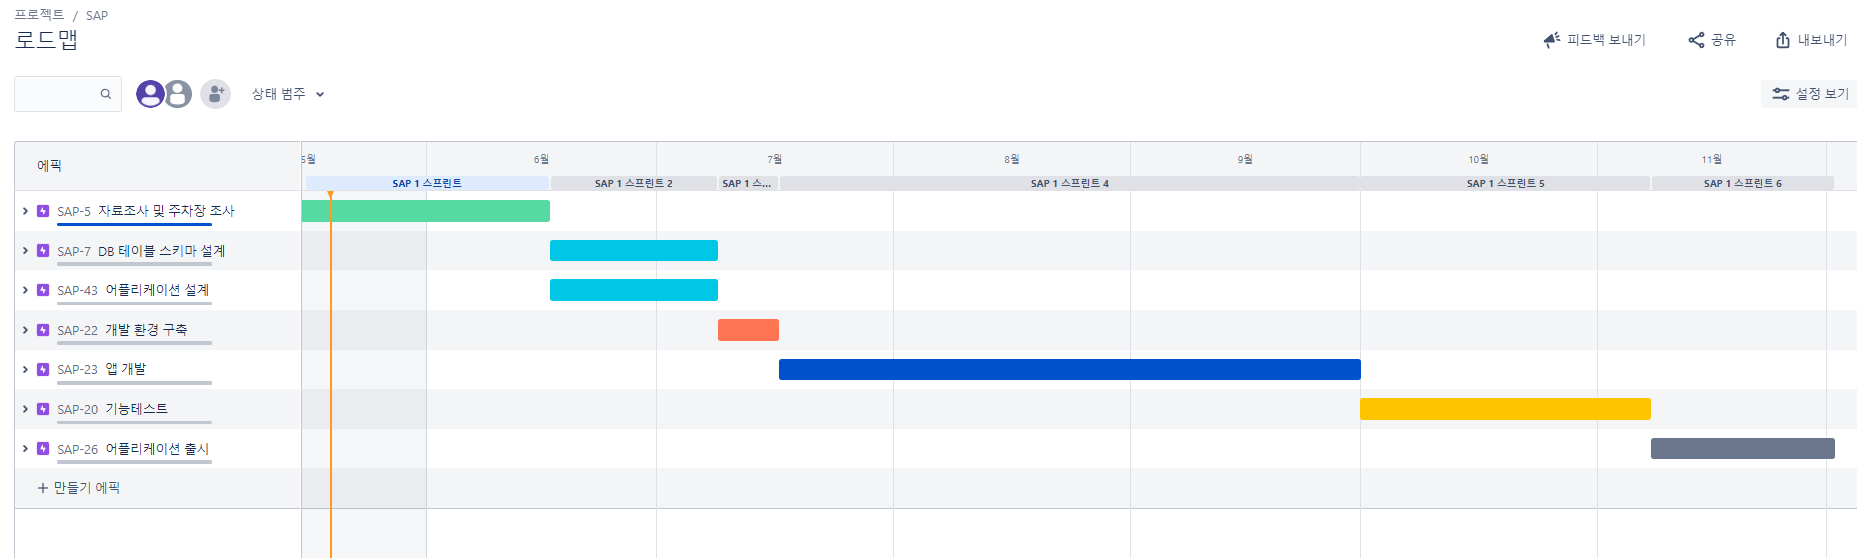 프로젝트 / SAP
로드맵
피드백 보내기
공유
내보내기
상태 범주
설정 보기
에픽
5월 6월 7월 8월 9월 10월 11월
SAP 1 스프린트 SAP 1 스프린트 2 SAP 1 스... SAP 1 스프린트 4 SAP 1 스프린트 5 SAP 1 스프린트 6
SAP-5 자료조사 및 주차장 조사
SAP-7 DB 테이블 스키마 설계
SAP-43 어플리케이션 설계
SAP-22 개발 환경 구축
SAP-23 앱 개발
SAP-20 기능테스트
SAP-26 어플리케이션 출시
+ 만들기 에픽